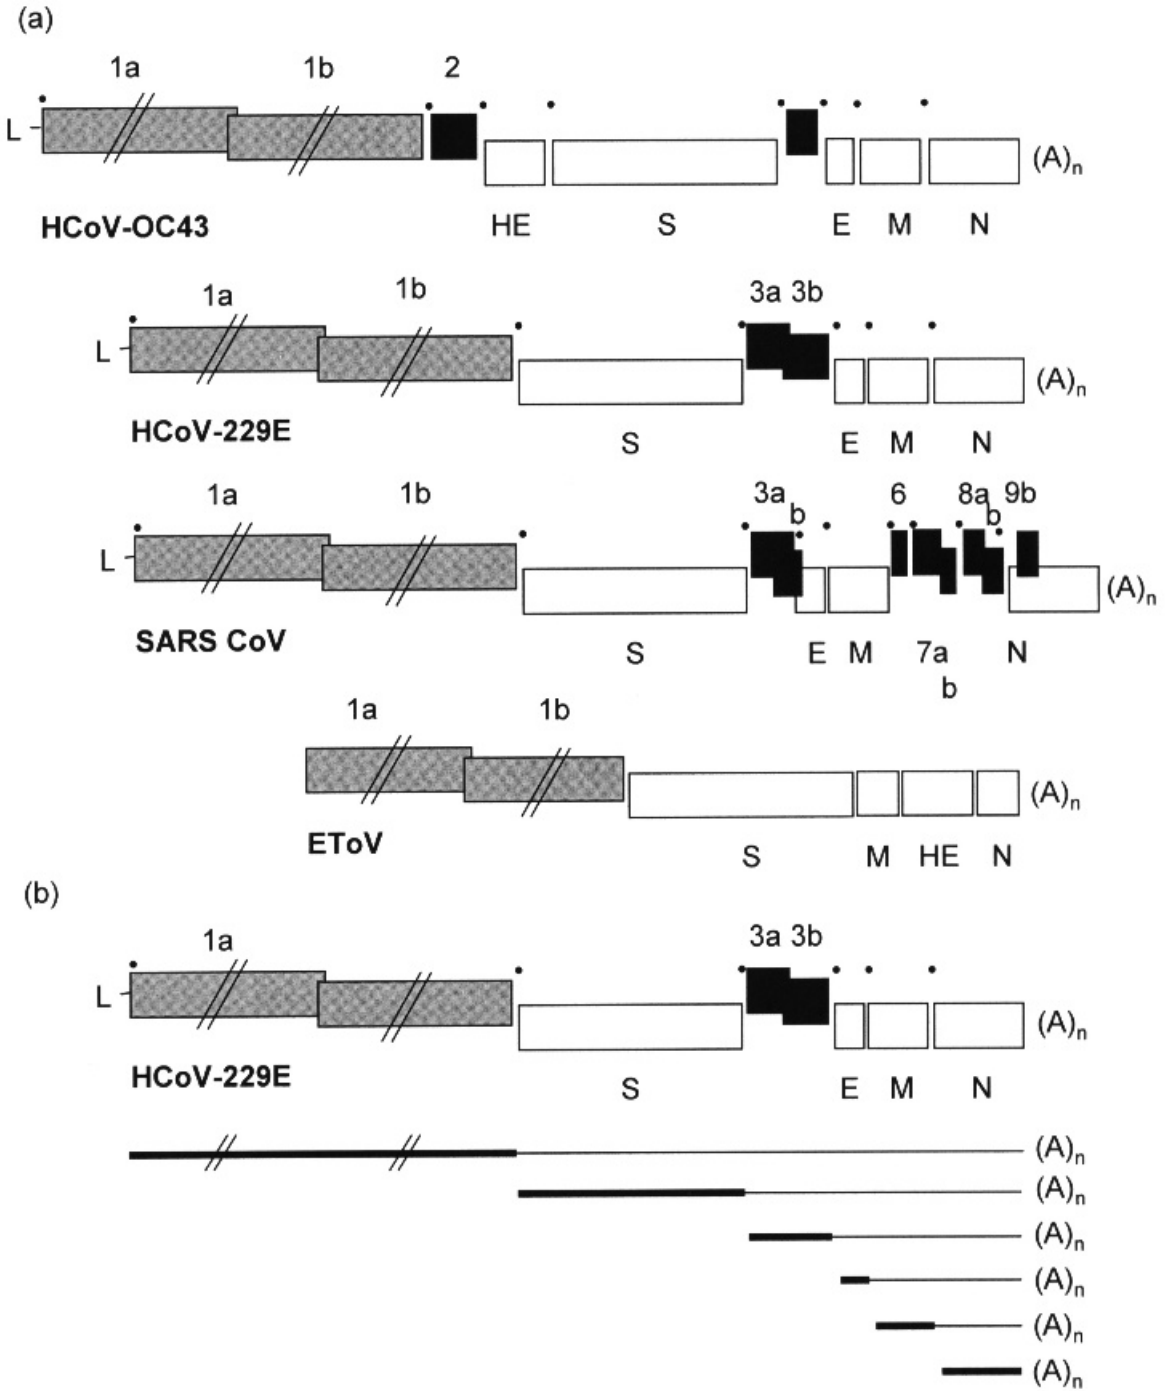 (a)
1a 1b 2
L (A)n
HCoV-OC43 HE S E M N
1a 1b 3a 3b
L (A)n
HCoV-229E S E M N
1a 1b 3a b 6 8a b 9b
L (A)n
SARS CoV S E M 7a b N
1a 1b
(A)n
EToV S M HE N
(b)
1a 3a 3b
L (A)n
HCoV-229E S E M N
(A)n
(A)n
(A)n
(A)n
(A)n
(A)n